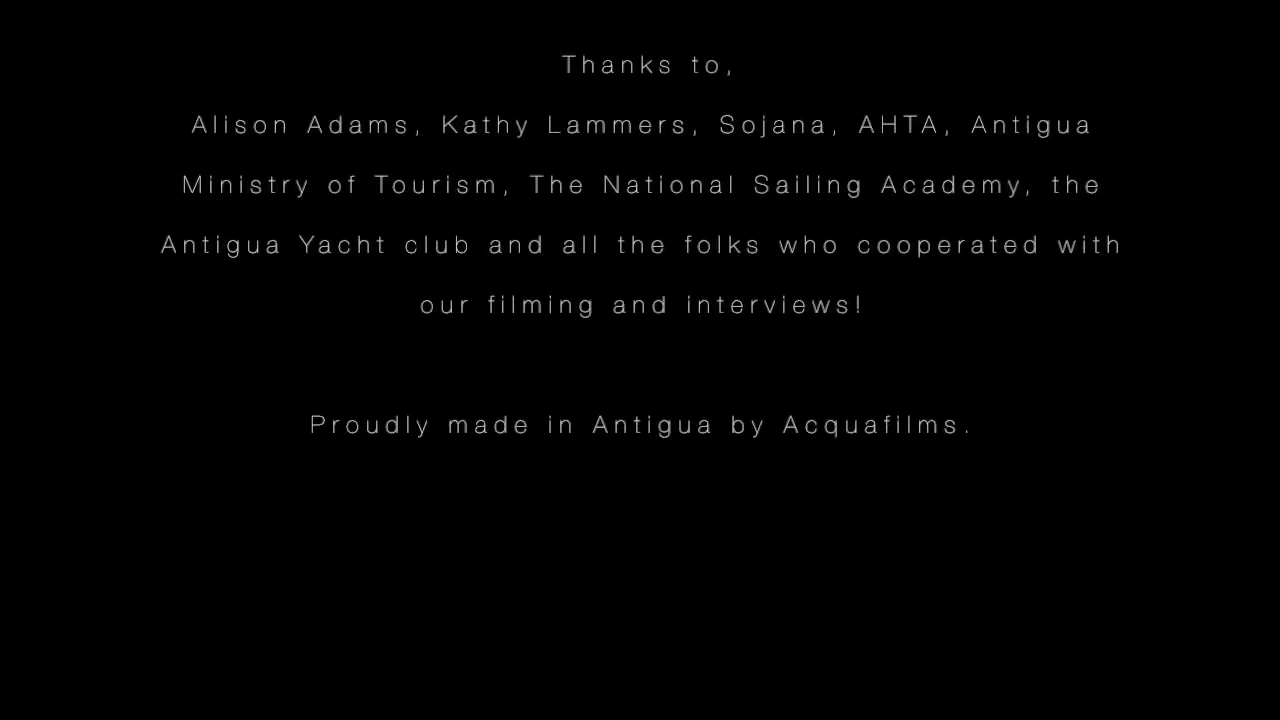 Thanks to,
Alison Adams, Kathy Lammers, Sojana, AHTA, Antigua
Ministry of Tourism, The National Sailing Academy, the
Antigua Yacht club and all the folks who cooperated with
our filming and interviews!
Proudly made in Antigua by Acquafilms.